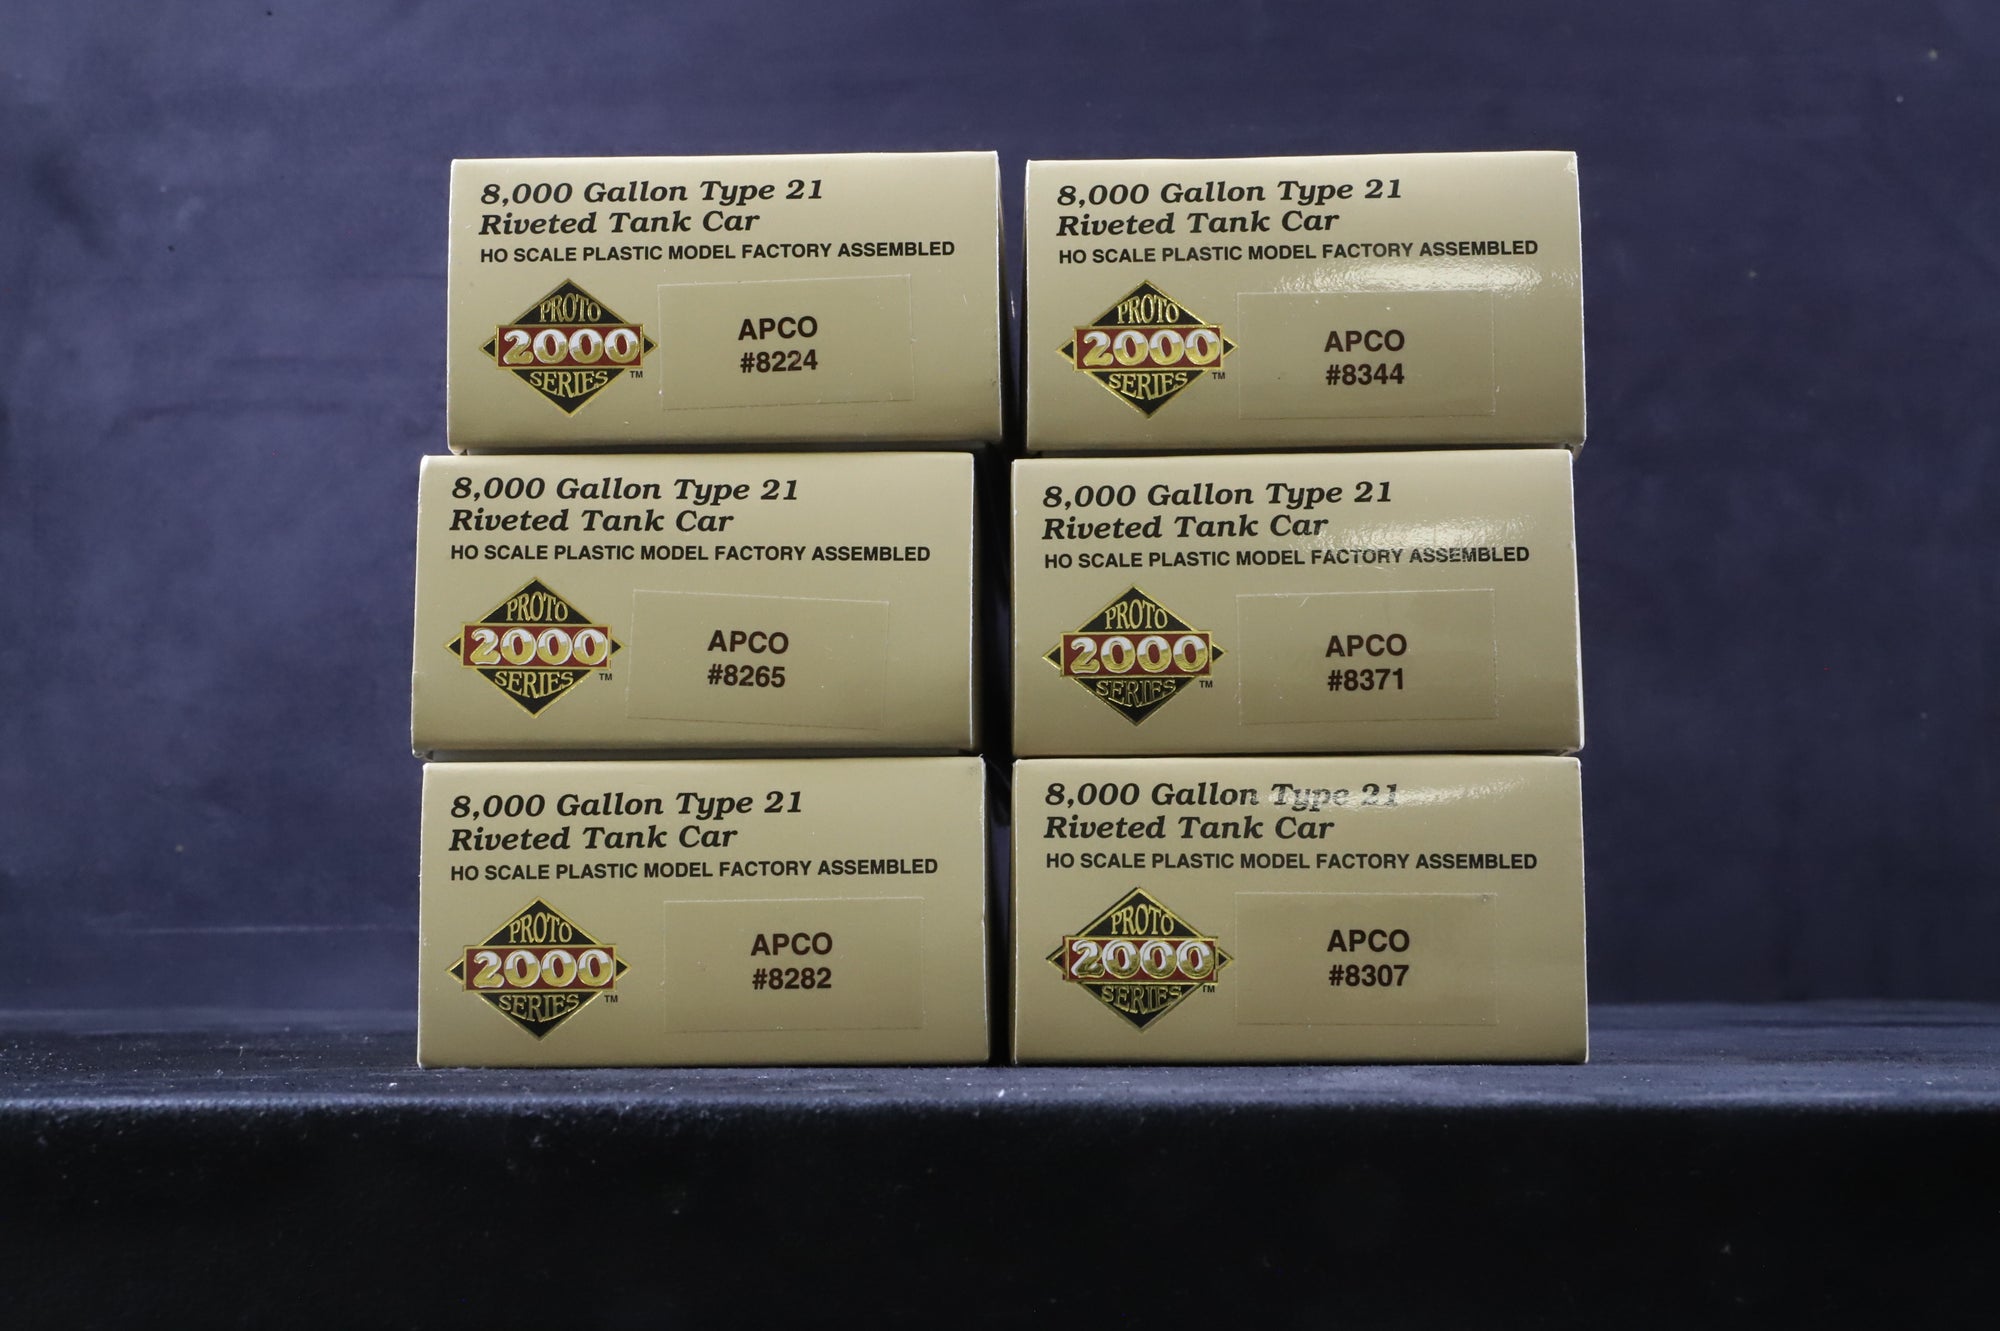 8,000 Gallon Type 21
Riveted Tank Car
HO SCALE PLASTIC MODEL FACTORY ASSEMBLED
PROTO
2000
SERIES
TM
APCO
#8224
8,000 Gallon Type 21
Riveted Tank Car
HO SCALE PLASTIC MODEL FACTORY ASSEMBLED
PROTO
2000
SERIES
TM
APCO
#8344
8,000 Gallon Type 21
Riveted Tank Car
HO SCALE PLASTIC MODEL FACTORY ASSEMBLED
PROTO
2000
SERIES
TM
APCO
#8265
8,000 Gallon Type 21
Riveted Tank Car
HO SCALE PLASTIC MODEL FACTORY ASSEMBLED
PROTO
2000
SERIES
TM
APCO
#8371
8,000 Gallon Type 21
Riveted Tank Car
HO SCALE PLASTIC MODEL FACTORY ASSEMBLED
PROTO
2000
SERIES
TM
APCO
#8282
8,000 Gallon Type 21
Riveted Tank Car
HO SCALE PLASTIC MODEL FACTORY ASSEMBLED
PROTO
2000
SERIES
TM
APCO
#8307